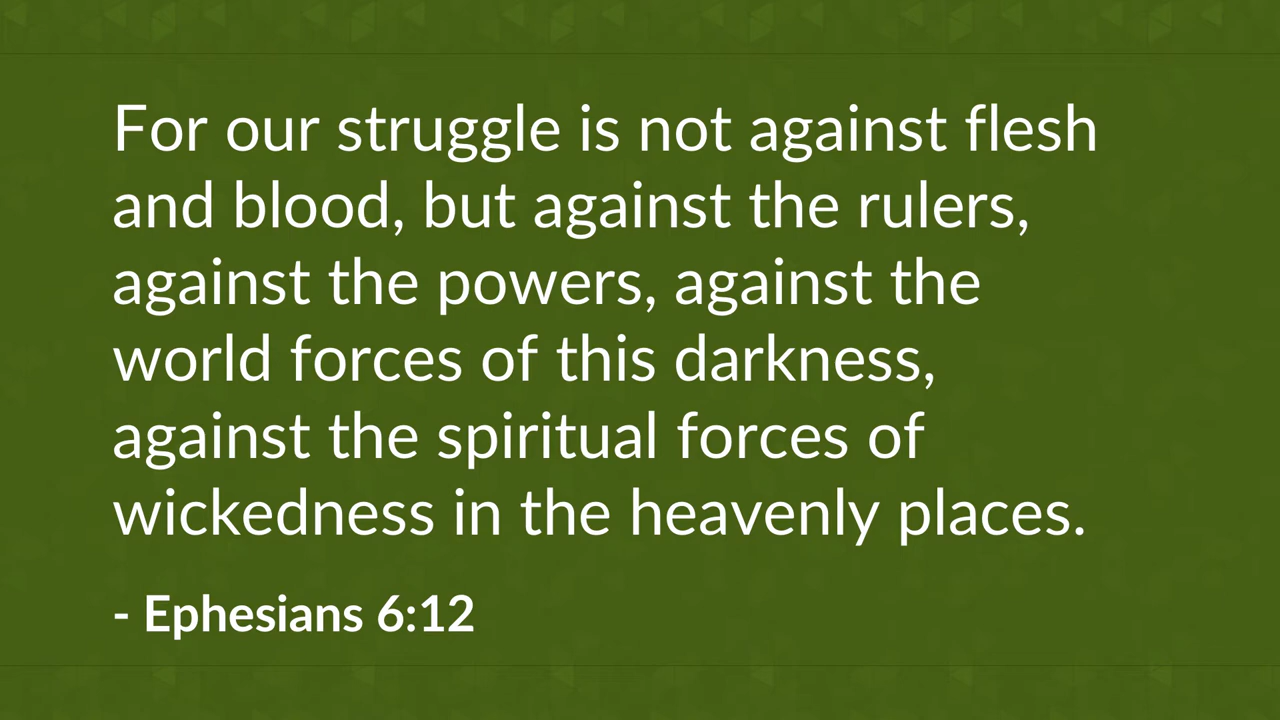 For our struggle is not against flesh
and blood, but against the rulers,
against the powers, against the
world forces of this darkness,
against the spiritual forces of
wickedness in the heavenly places.
- Ephesians 6:12